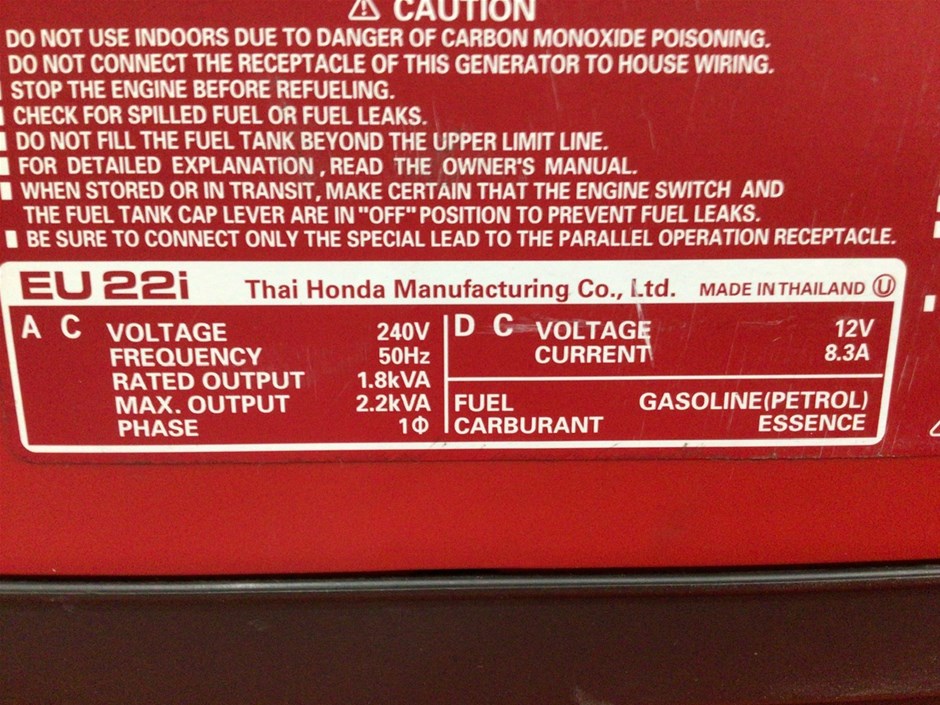 ⚠ CAUTION
DO NOT USE INDOORS DUE TO DANGER OF CARBON MONOXIDE POISONING.
DO NOT CONNECT THE RECEPTACLE OF THIS GENERATOR TO HOUSE WIRING.
STOP THE ENGINE BEFORE REFUELING.
CHECK FOR SPILLED FUEL OR FUEL LEAKS.
DO NOT FILL THE FUEL TANK BEYOND THE UPPER LIMIT LINE.
FOR DETAILED EXPLANATION, READ THE OWNER'S MANUAL.
WHEN STORED OR IN TRANSIT, MAKE CERTAIN THAT THE ENGINE SWITCH AND
THE FUEL TANK CAP LEVER ARE IN "OFF" POSITION TO PREVENT FUEL LEAKS.
BE SURE TO CONNECT ONLY THE SPECIAL LEAD TO THE PARALLEL OPERATION RECEPTACLE.
EU22i Thai Honda Manufacturing Co., Ltd. MADE IN THAILAND Ⓤ
AC VOLTAGE 240V
FREQUENCY 50Hz
RATED OUTPUT 1.8kVA
MAX. OUTPUT 2.2kVA
PHASE 1Φ
DC VOLTAGE 12V
CURRENT 8.3A
FUEL GASOLINE(PETROL)
CARBURANT ESSENCE